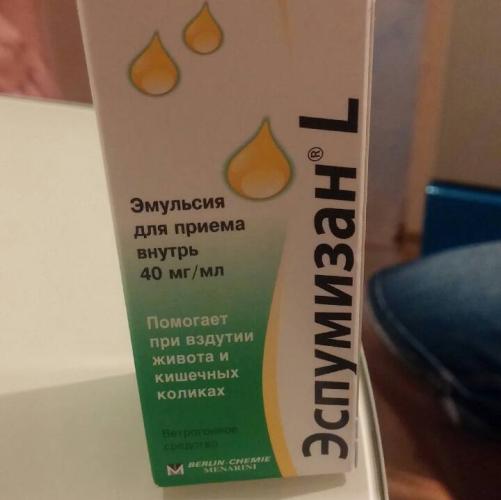 Эмульсия
для приема
внутрь
40 мг/мл
Помогает
при вздутии
живота и
кишечных
коликах
Ветрогонное
средство
BERLIN-CHEMIE
MENARINI
Эспумизан® L